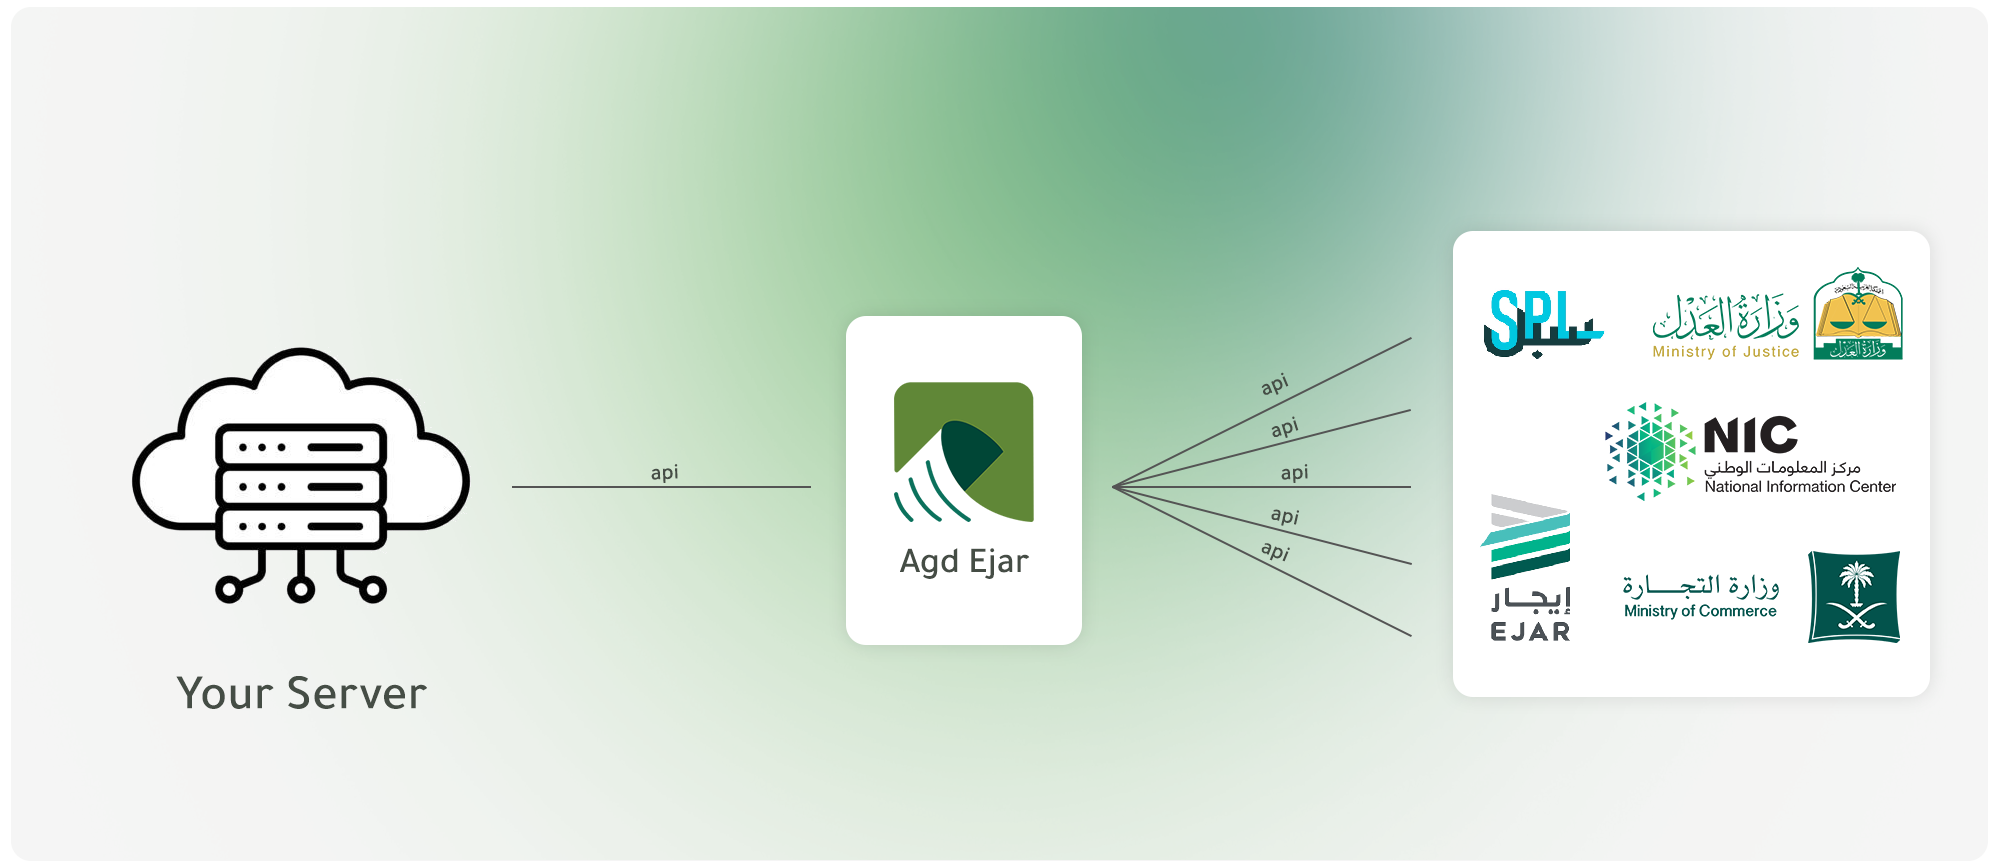 Your Server
api
Agd Ejar
api
api
api
api
api
SPL
سبل
وزارة العدل
Ministry of Justice
وزارة العدل
NIC
مركز المعلومات الوطني
National Information Center
إيجار
EJAR
وزارة التجـــارة
Ministry of Commerce